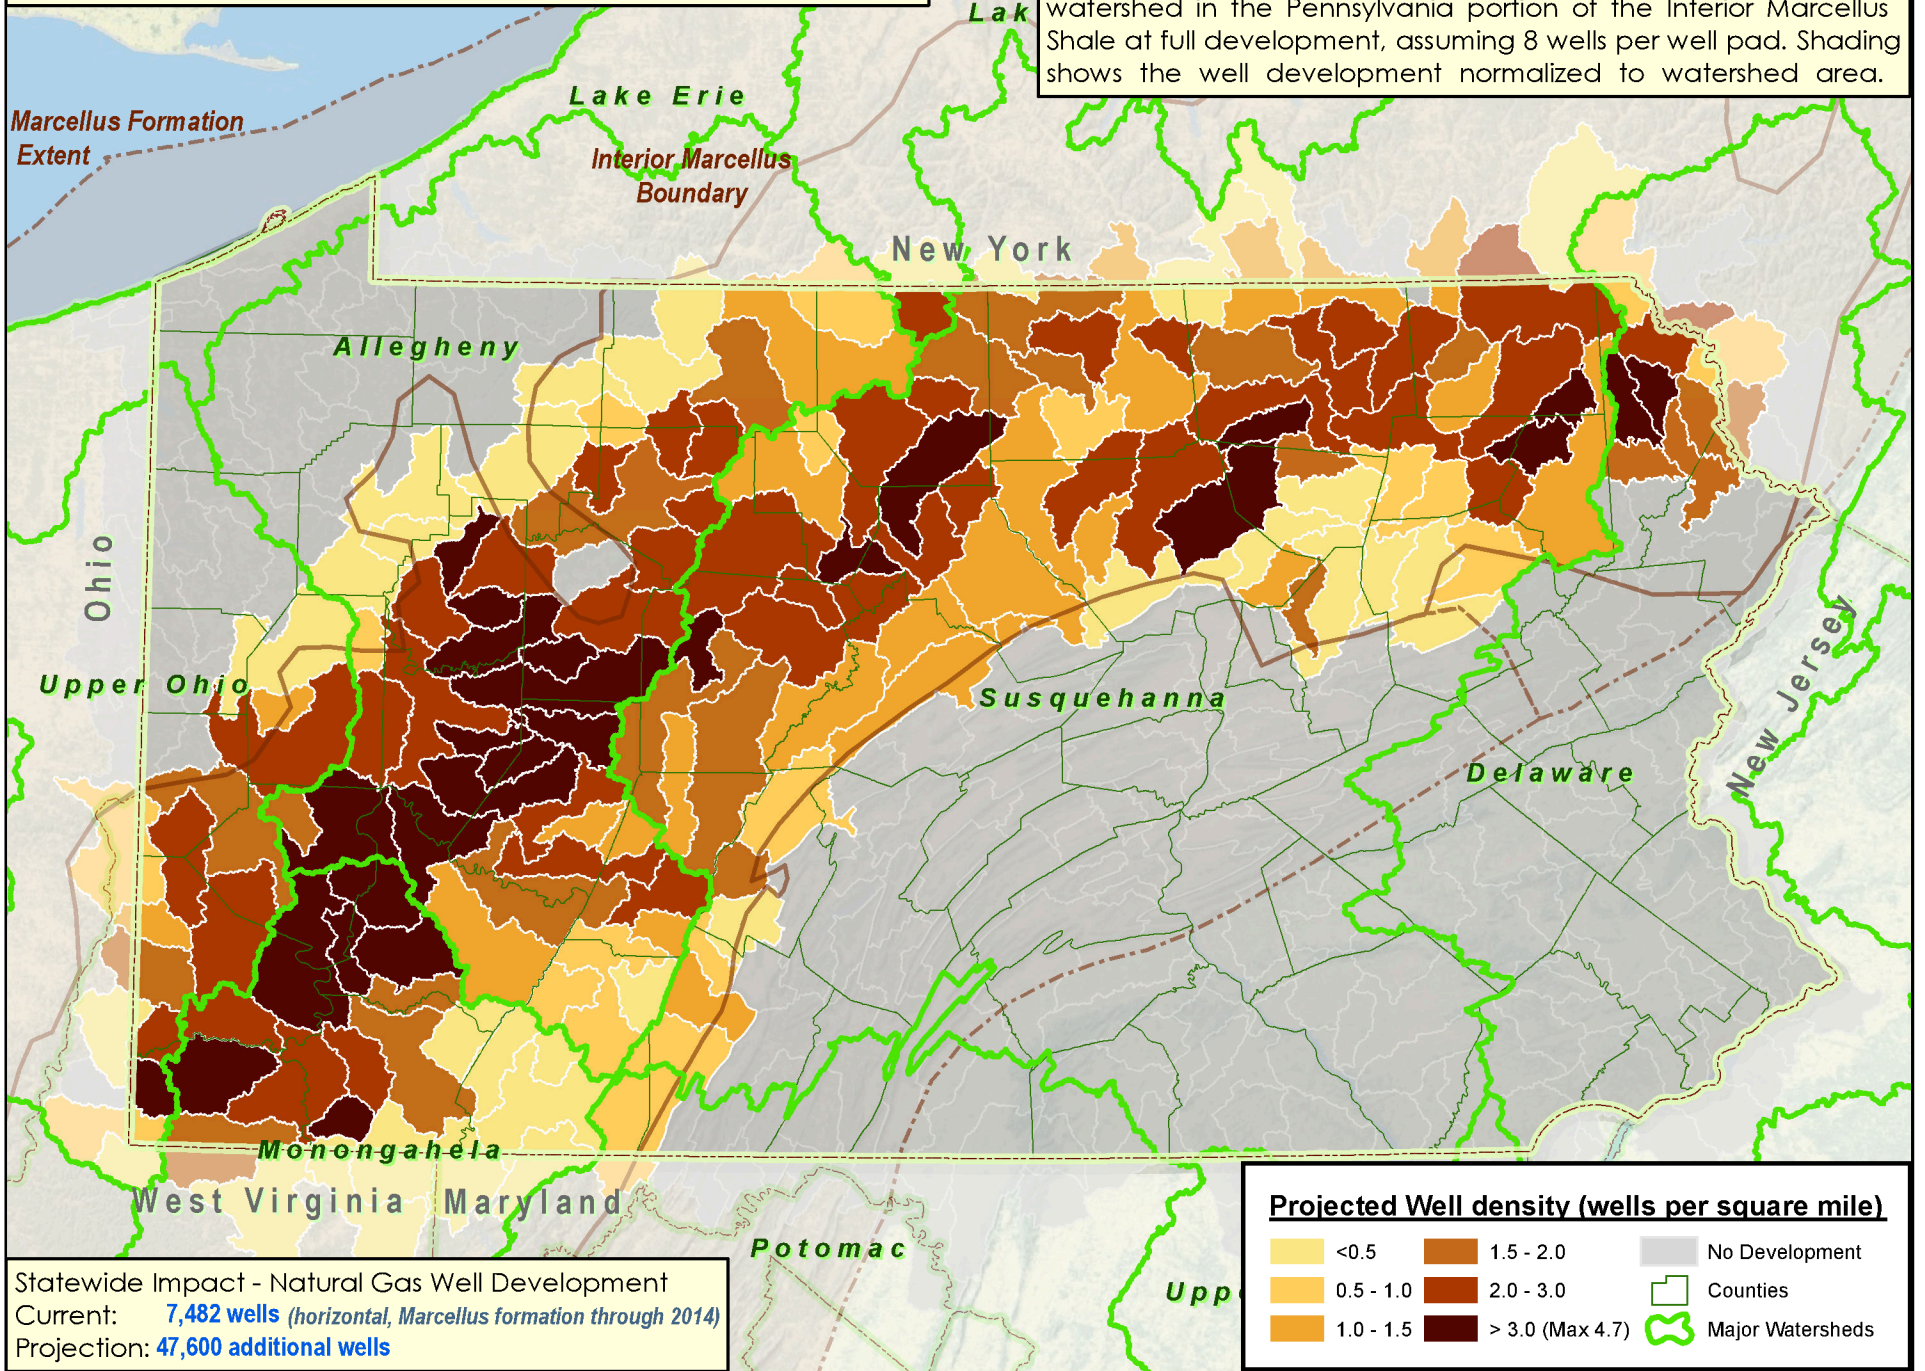 Lak
watershed in the Pennsylvania portion of the Interior Marcellus
Shale at full development, assuming 8 wells per well pad. Shading
shows the well development normalized to watershed area.
Lake Erie
Marcellus Formation
Extent
Interior Marcellus
Boundary
New York
Allegheny
Ohio
Upper Ohio
Susquehanna
New Jersey
Delaware
Monongahela
West Virginia
Maryland
Potomac
Upp
Projected Well density (wells per square mile)
<0.5
1.5 - 2.0
No Development
0.5 - 1.0
2.0 - 3.0
Counties
1.0 - 1.5
> 3.0 (Max 4.7)
Major Watersheds
Statewide Impact - Natural Gas Well Development
Current: 7,482 wells (horizontal, Marcellus formation through 2014)
Projection: 47,600 additional wells